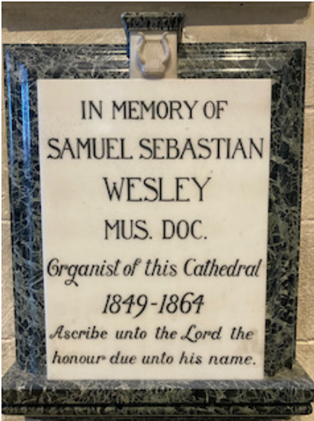 IN MEMORY OF
SAMUEL SEBASTIAN
WESLEY
MUS. DOC.
Organist of this Cathedral
1849-1864
Ascribe unto the Lord the
honour due unto his name.